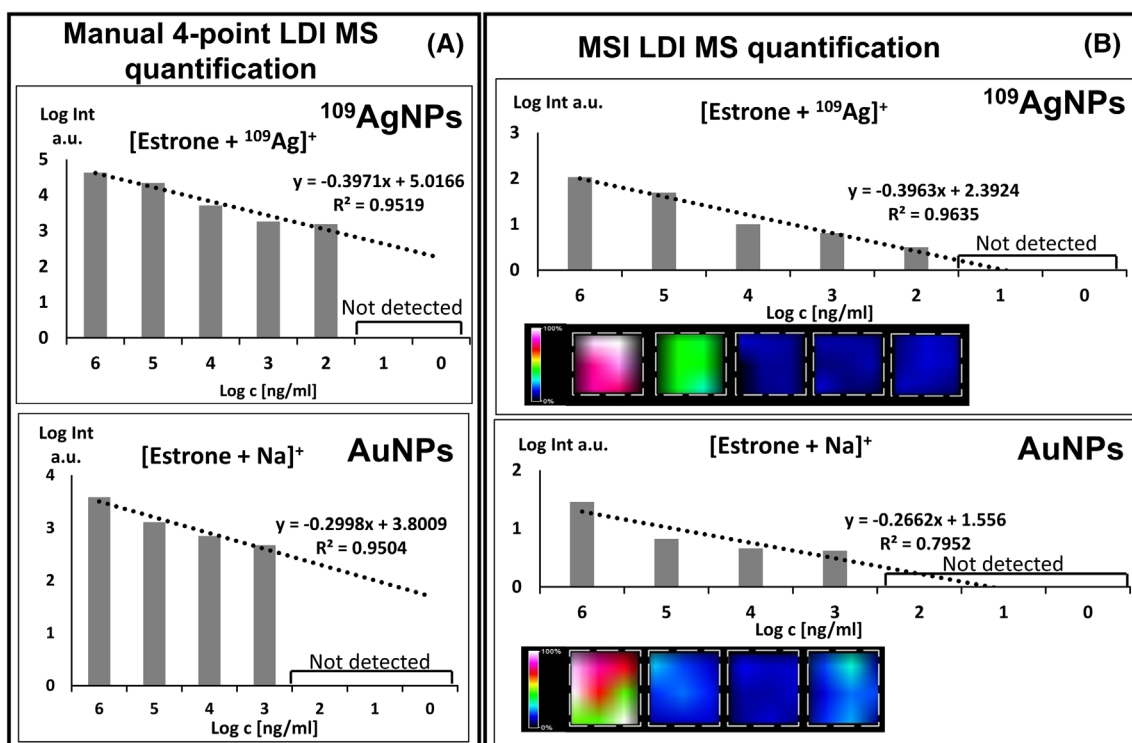 Manual 4-point LDI MS
quantification
(A)
¹⁰⁹AgNPs
Log Int
a.u.
[Estrone + ¹⁰⁹Ag]⁺
5
4
3
2
1
0
y = -0.3971x + 5.0166
R² = 0.9519
Not detected
6 5 4 3 2 1 0
Log c [ng/ml]
AuNPs
Log Int
a.u.
[Estrone + Na]⁺
4
3
2
1
0
y = -0.2998x + 3.8009
R² = 0.9504
Not detected
6 5 4 3 2 1 0
Log c [ng/ml]
MSI LDI MS quantification
(B)
¹⁰⁹AgNPs
Log Int a.u.
[Estrone + ¹⁰⁹Ag]⁺
3
2
1
0
y = -0.3963x + 2.3924
R² = 0.9635
Not detected
6 5 4 3 2 1 0
Log c [ng/ml]
100%
0%
AuNPs
Log Int a.u.
[Estrone + Na]⁺
2
1
0
y = -0.2662x + 1.556
R² = 0.7952
Not detected
6 5 4 3 2 1 0
Log c [ng/ml]
100%
0%